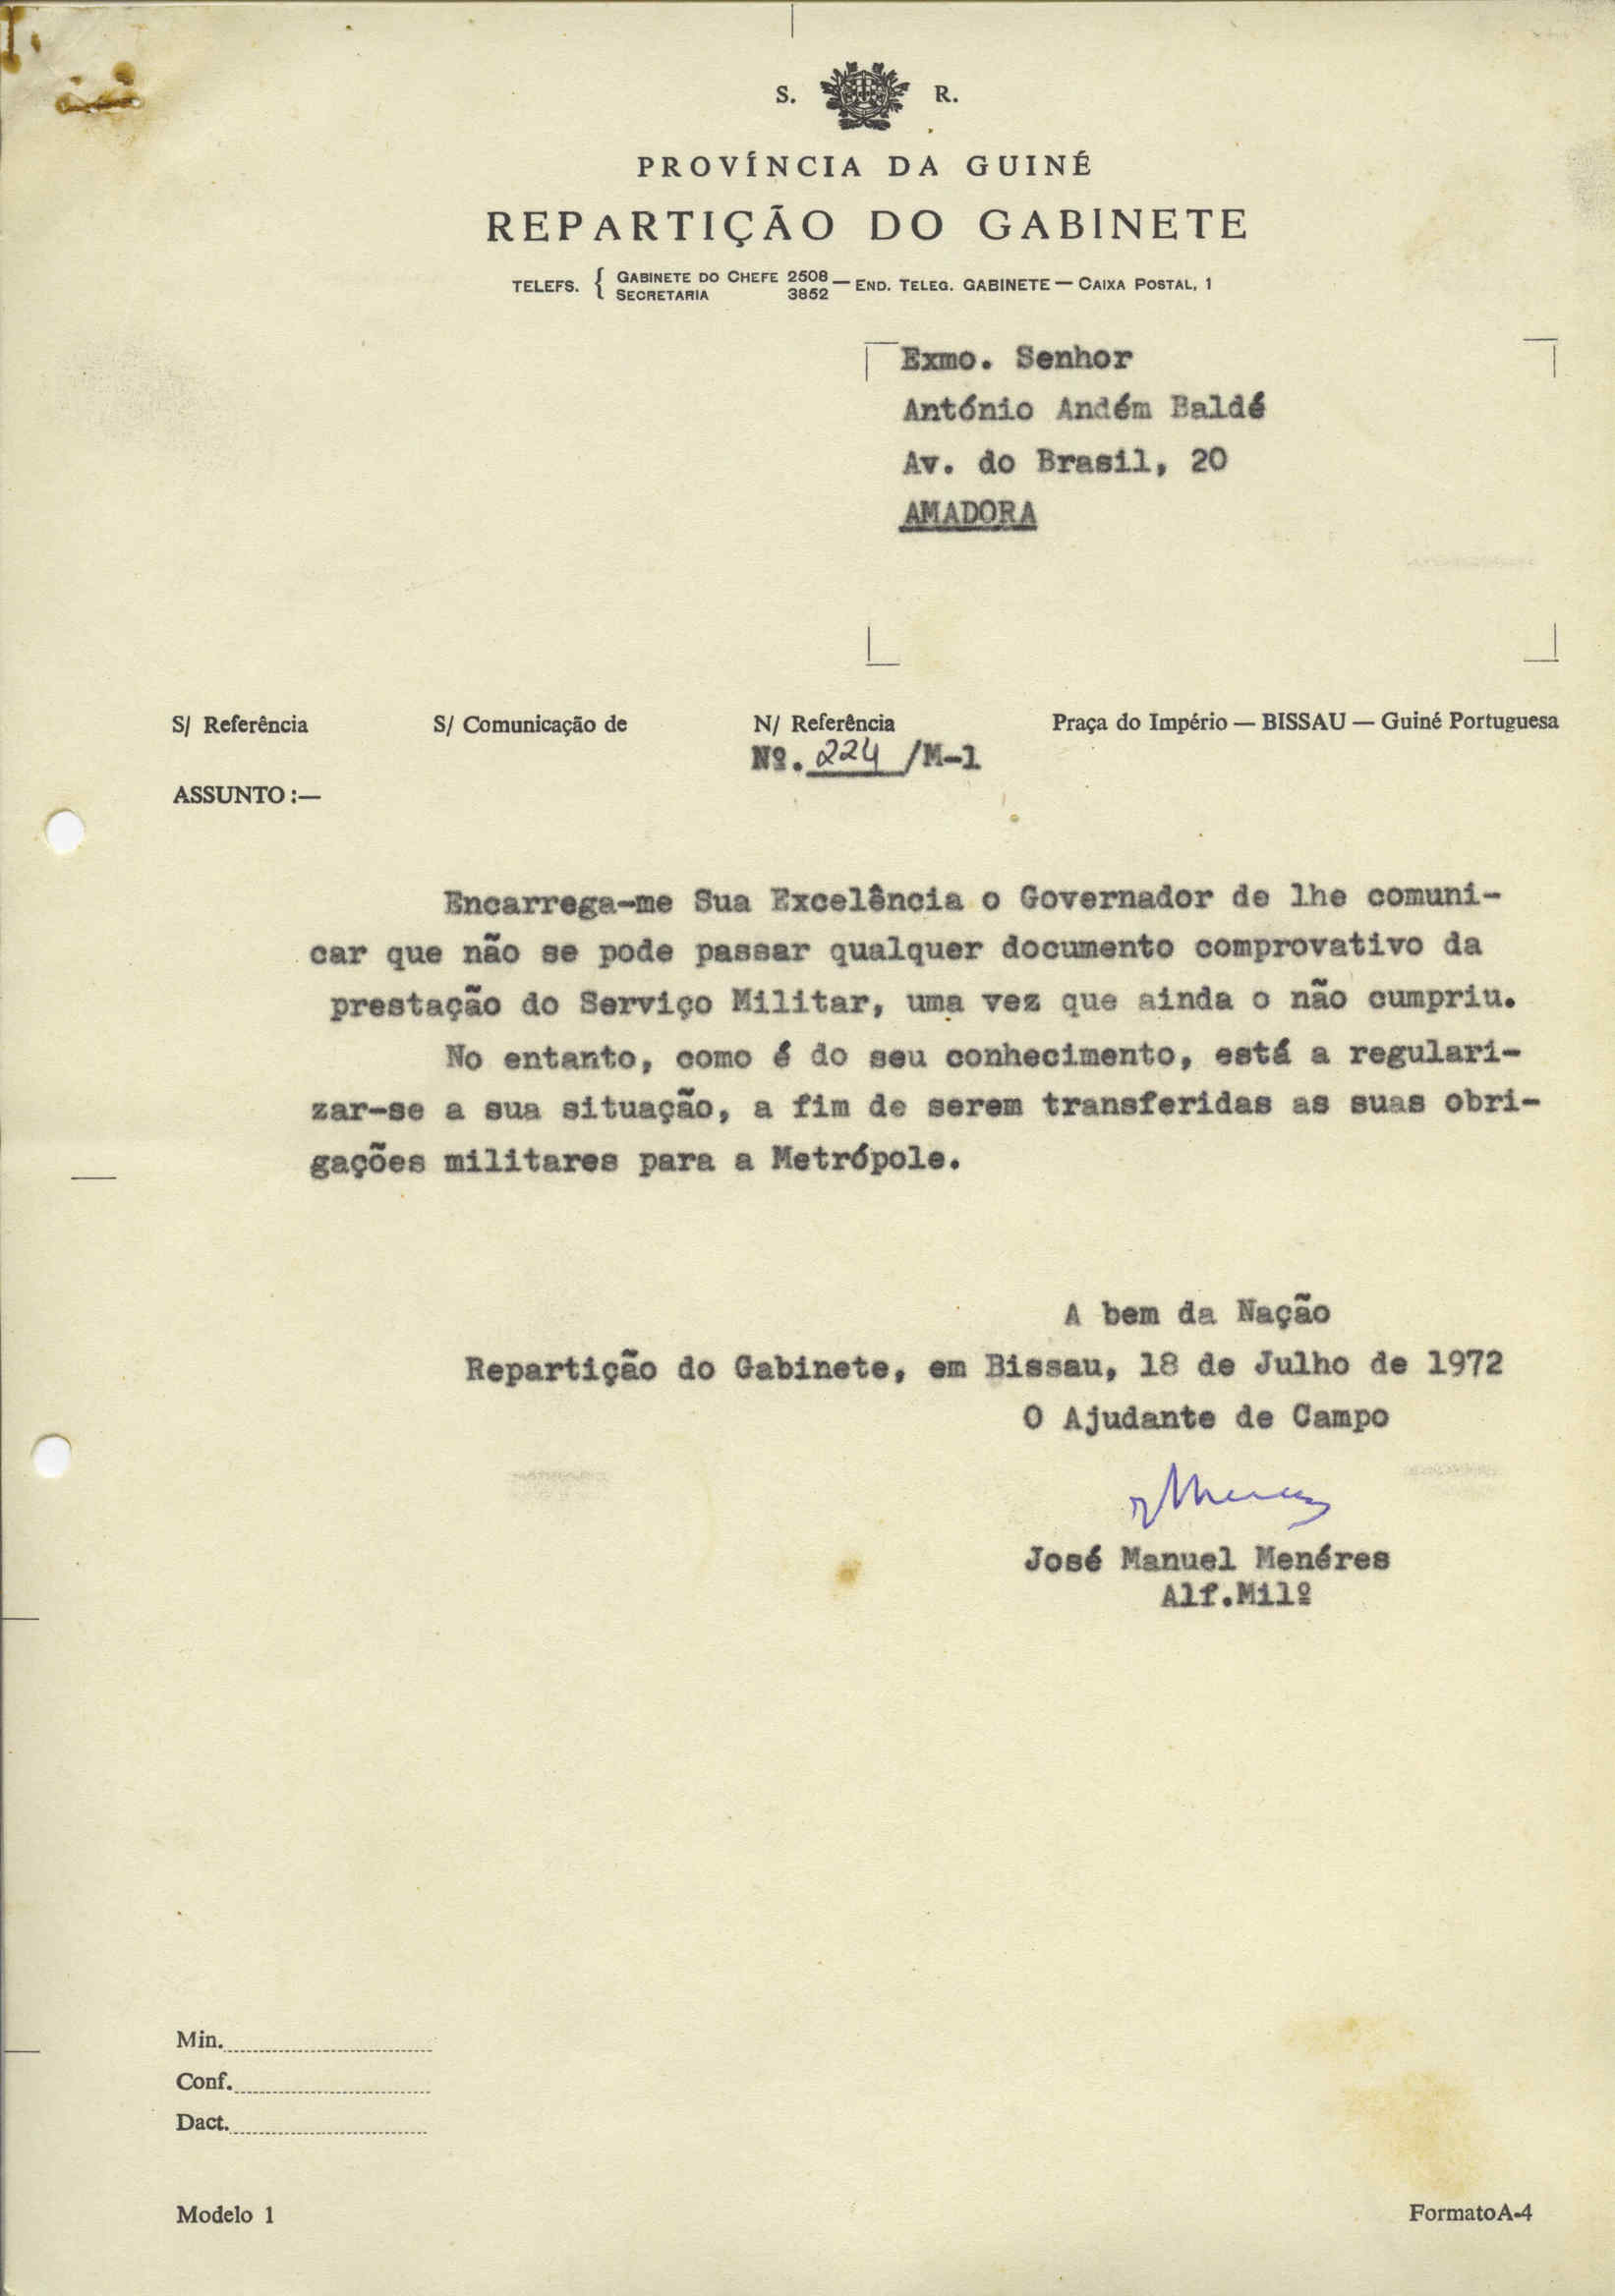 S. R.
PROVÍNCIA DA GUINÉ
REPARTIÇÃO DO GABINETE
TELEFS. { GABINETE DO CHEFE 2508 — END. TELEG. GABINETE — CAIXA POSTAL, 1
SECRETARIA 3852
Exmo. Senhor
António Andém Baldé
Av. do Brasil, 20
AMADORA
S/ Referência S/ Comunicação de N/ Referência Praça do Império — BISSAU — Guiné Portuguesa
Nº. 224 /M-1
ASSUNTO :—
Encarrega-me Sua Excelência o Governador de lhe comuni-
car que não se pode passar qualquer documento comprovativo da
prestação do Serviço Militar, uma vez que ainda o não cumpriu.
No entanto, como é do seu conhecimento, está a regulari-
zar-se a sua situação, a fim de serem transferidas as suas obri-
gações militares para a Metrópole.
A bem da Nação
Repartição do Gabinete, em Bissau, 18 de Julho de 1972
O Ajudante de Campo
José Manuel Menéres
Alf.Milº
Min.
Conf.
Dact.
Modelo 1 Formato A-4